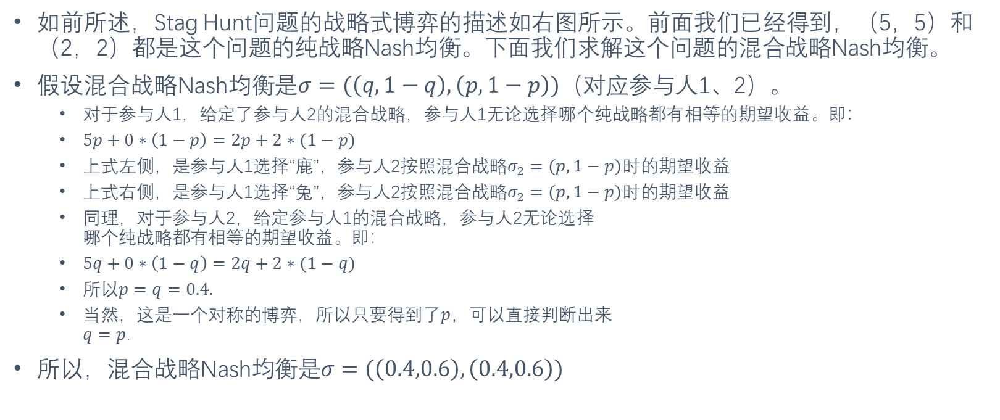 • 如前所述，Stag Hunt问题的战略式博弈的描述如右图所示。前面我们已经得到，（5，5）和
（2，2）都是这个问题的纯战略Nash均衡。下面我们求解这个问题的混合战略Nash均衡。
• 假设混合战略Nash均衡是σ = ((q, 1 − q), (p, 1 − p))（对应参与人1、2）。
• 对于参与人1，给定了参与人2的混合战略，参与人1无论选择哪个纯战略都有相等的期望收益。即：
• 5p + 0 ∗ (1 − p) = 2p + 2 ∗ (1 − p)
• 上式左侧，是参与人1选择“鹿”，参与人2按照混合战略σ₂ = (p, 1 − p)时的期望收益
• 上式右侧，是参与人1选择“兔”，参与人2按照混合战略σ₂ = (p, 1 − p)时的期望收益
• 同理，对于参与人2，给定参与人1的混合战略，参与人2无论选择
哪个纯战略都有相等的期望收益。即：
• 5q + 0 ∗ (1 − q) = 2q + 2 ∗ (1 − q)
• 所以p = q = 0.4.
• 当然，这是一个对称的博弈，所以只要得到了p，可以直接判断出来
q = p.
• 所以，混合战略Nash均衡是σ = ((0.4,0.6), (0.4,0.6))